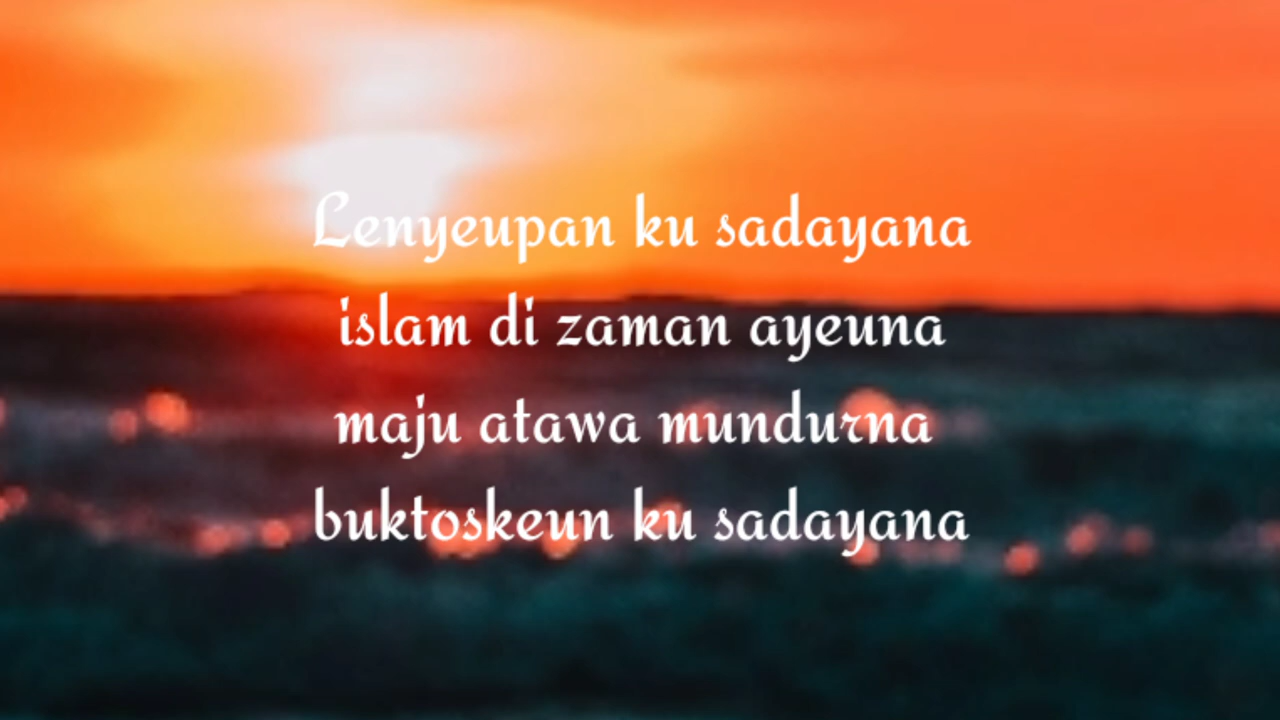 Lenyeupan ku sadayana
islam di zaman ayeuna
maju atawa mundurna
buktoskeun ku sadayana